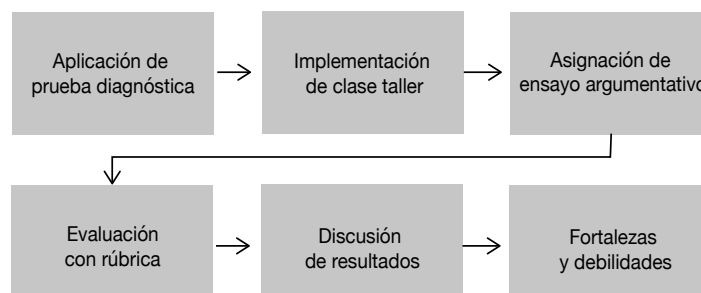 Aplicación de
prueba diagnóstica
Implementación
de clase taller
Asignación de
ensayo argumentativo
Evaluación
con rúbrica
Discusión
de resultados
Fortalezas
y debilidades